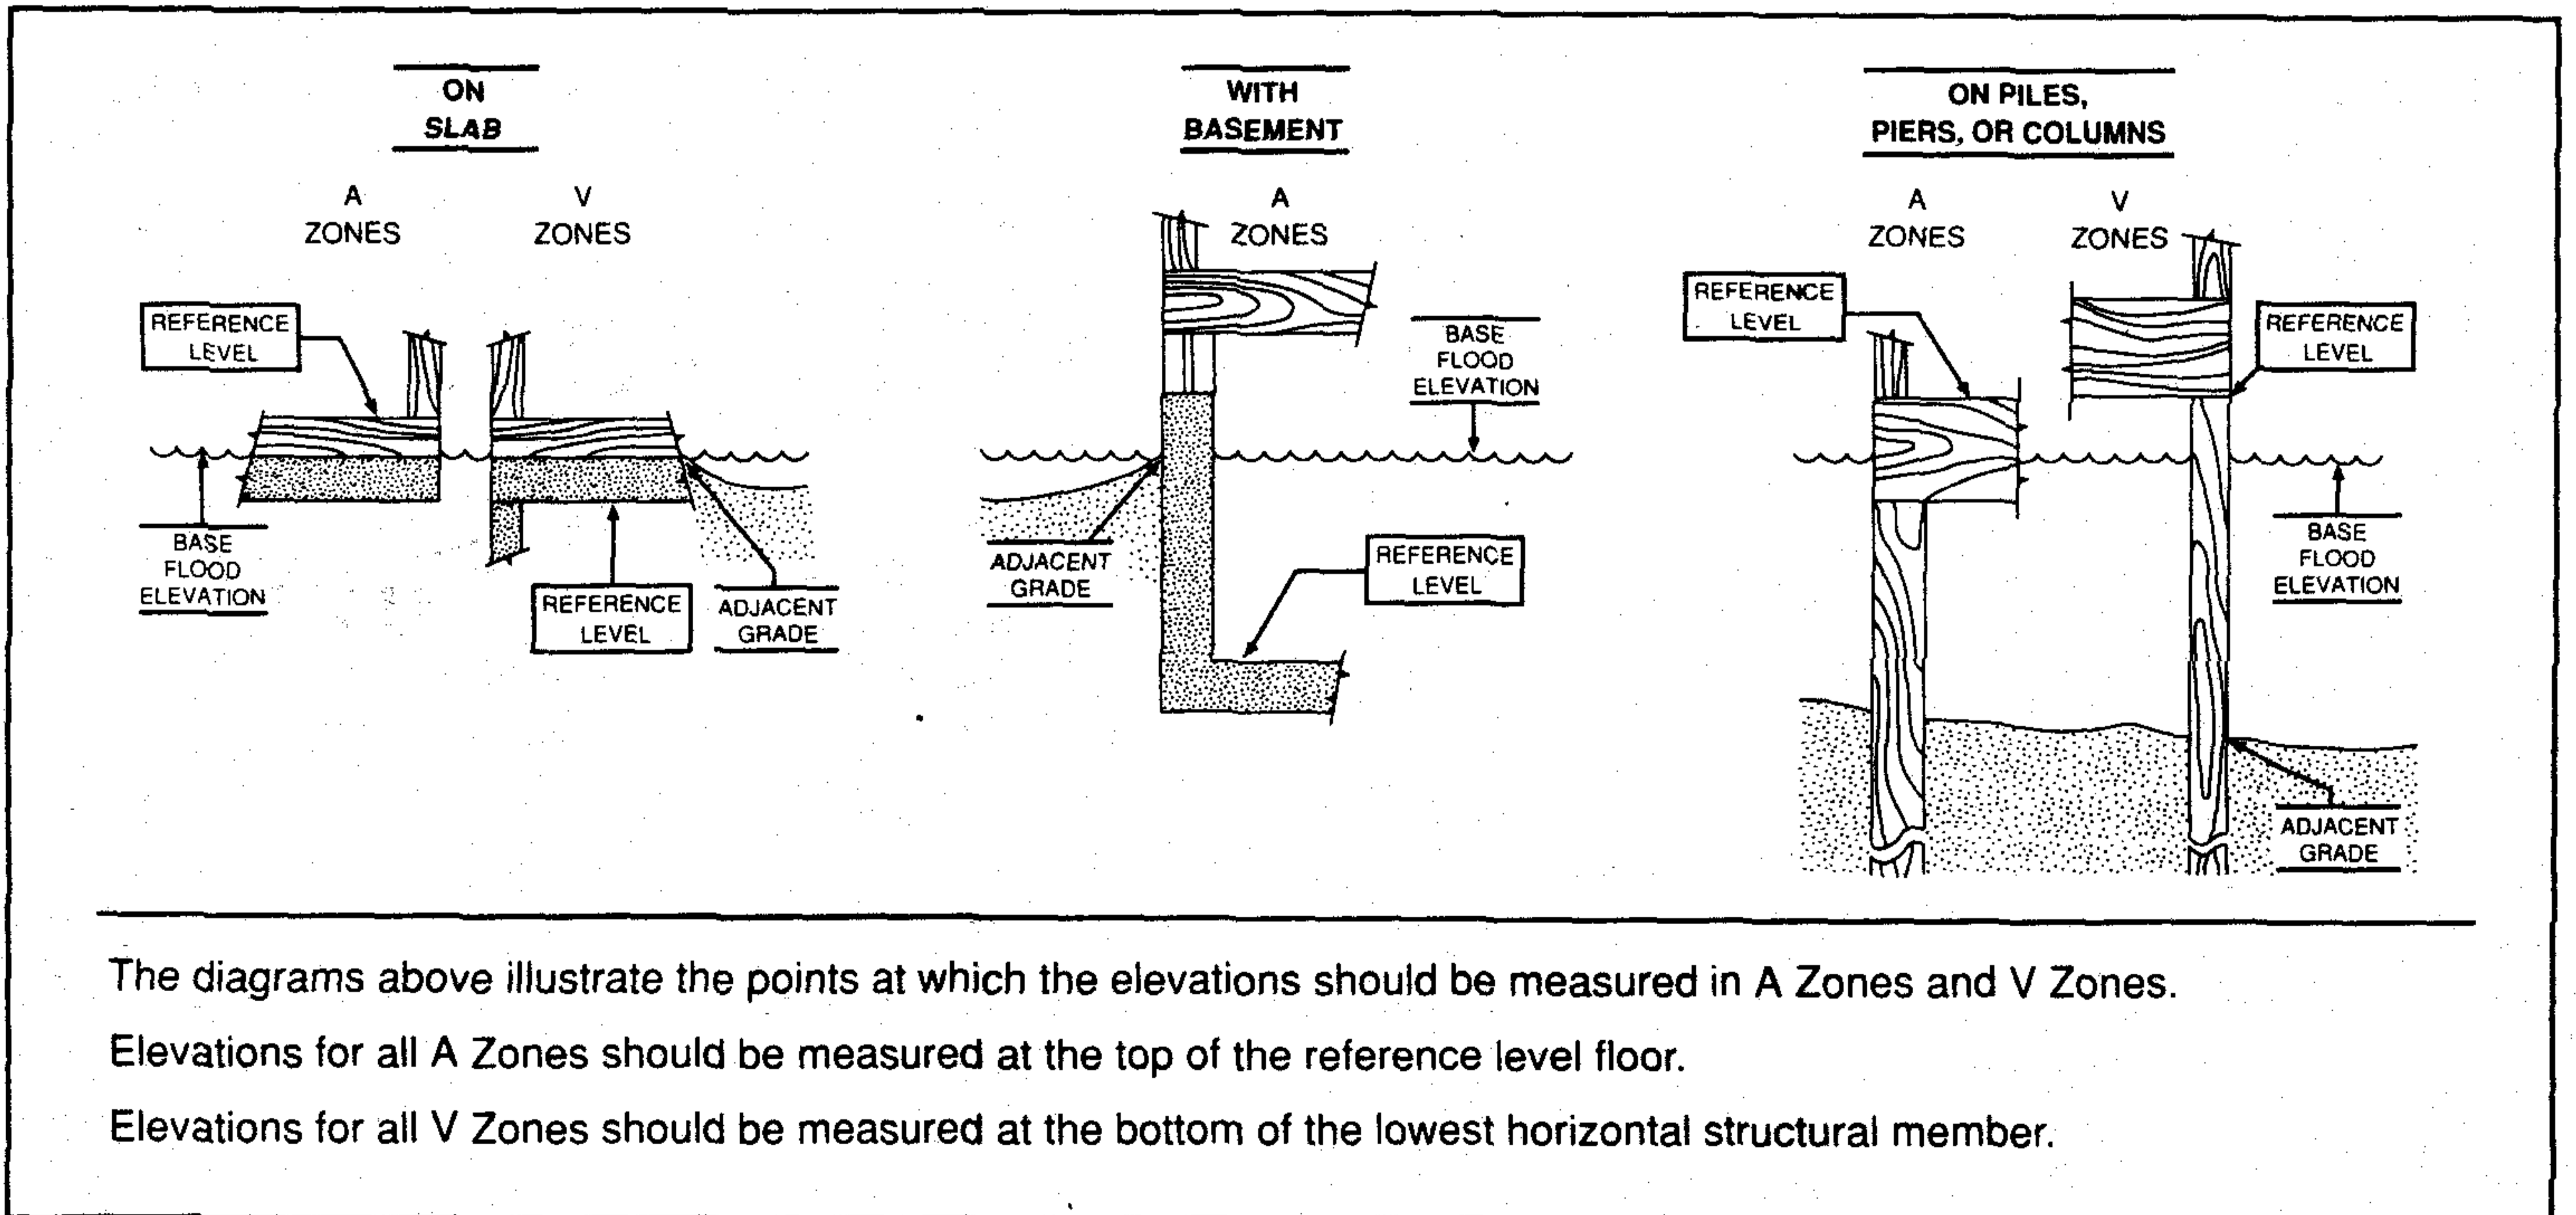 ON
SLAB
A
ZONES
V
ZONES
REFERENCE
LEVEL
BASE
FLOOD
ELEVATION
REFERENCE
LEVEL
ADJACENT
GRADE
WITH
BASEMENT
A
ZONES
BASE
FLOOD
ELEVATION
ADJACENT
GRADE
REFERENCE
LEVEL
ON PILES,
PIERS, OR COLUMNS
A
ZONES
V
ZONES
REFERENCE
LEVEL
REFERENCE
LEVEL
BASE
FLOOD
ELEVATION
ADJACENT
GRADE
The diagrams above illustrate the points at which the elevations should be measured in A Zones and V Zones.
Elevations for all A Zones should be measured at the top of the reference level floor.
Elevations for all V Zones should be measured at the bottom of the lowest horizontal structural member.